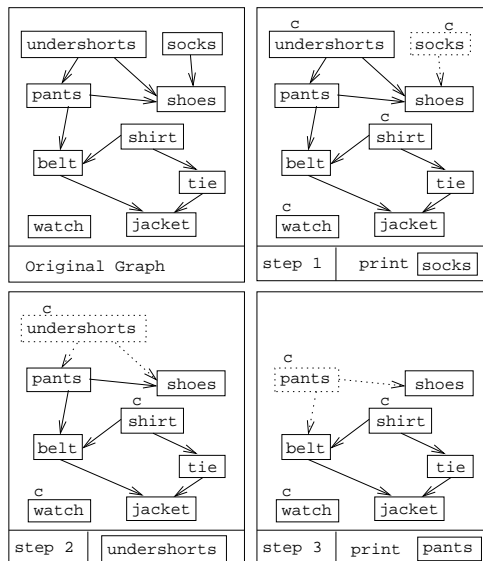 undershorts socks
pants shoes
shirt
belt
tie
watch jacket
Original Graph
c c
undershorts socks
pants shoes
c
shirt
belt
tie
c
watch jacket
step 1 print socks
c
undershorts
pants shoes
c
shirt
belt
tie
c
watch jacket
step 2 undershorts
c
pants shoes
c
shirt
belt
tie
c
watch jacket
step 3 print pants